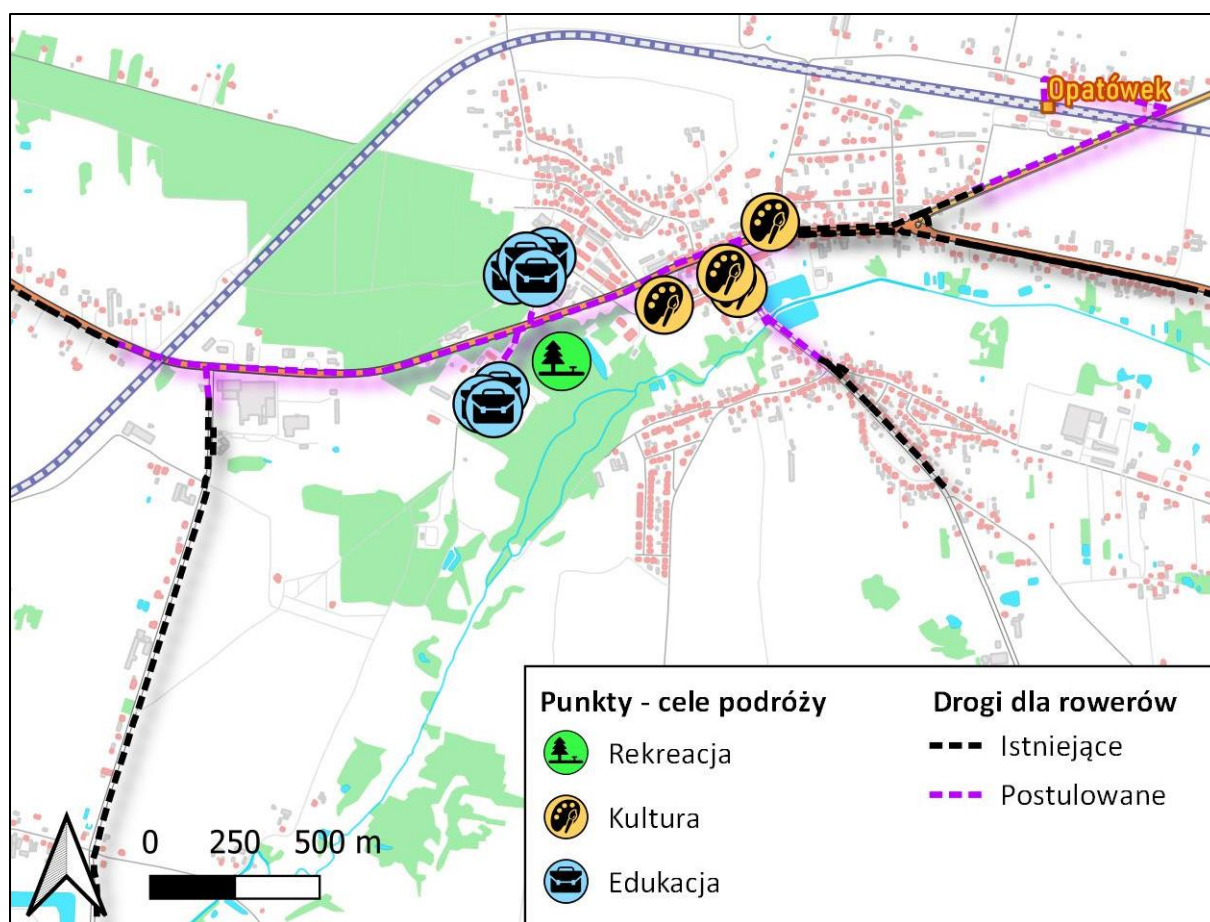 Opatówek
Punkty - cele podróży
Rekreacja
Kultura
Edukacja
Drogi dla rowerów
Istniejące
Postulowane
0 250 500 m